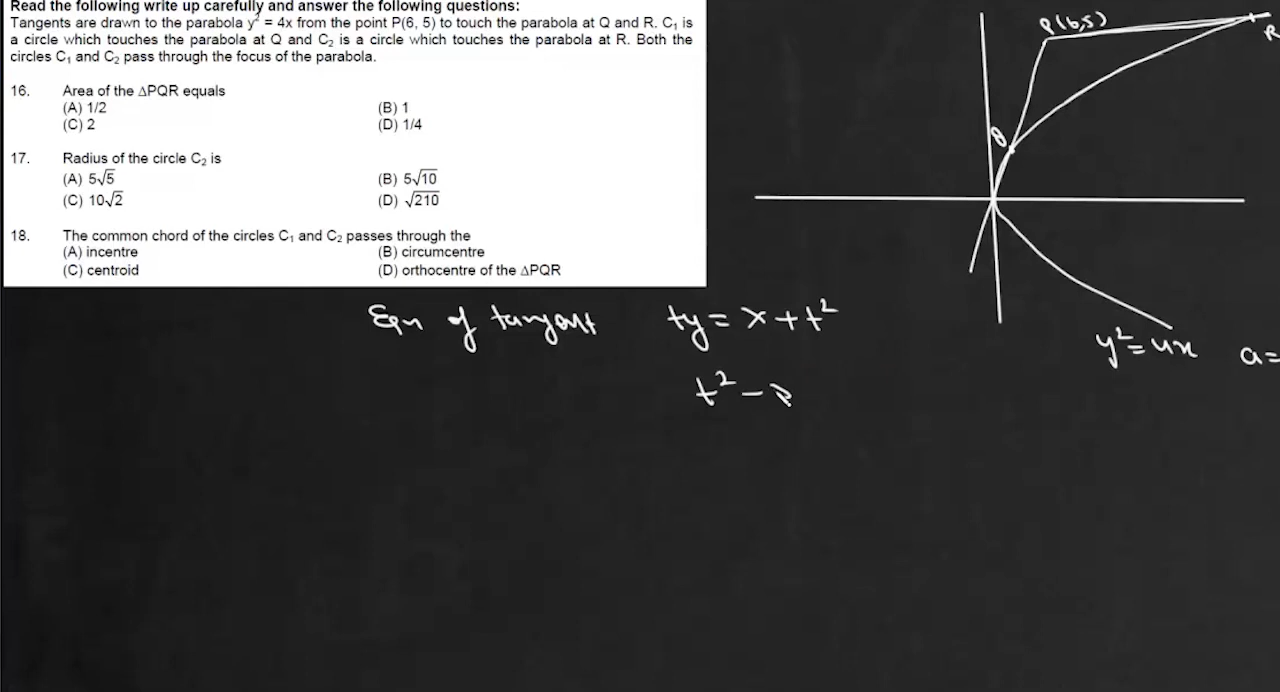 Read the following write up carefully and answer the following questions:
Tangents are drawn to the parabola y² = 4x from the point P(6, 5) to touch the parabola at Q and R. C₁ is
a circle which touches the parabola at Q and C₂ is a circle which touches the parabola at R. Both the
circles C₁ and C₂ pass through the focus of the parabola.
16. Area of the ∆PQR equals
(A) 1/2 (B) 1
(C) 2 (D) 1/4
17. Radius of the circle C₂ is
(A) 5√5 (B) 5√10
(C) 10√2 (D) √210
18. The common chord of the circles C₁ and C₂ passes through the
(A) incentre (B) circumcentre
(C) centroid (D) orthocentre of the ∆PQR
P(6,5)
R
Q
Eqn of tangent ty = x + t²
y² = 4x a =
t² -